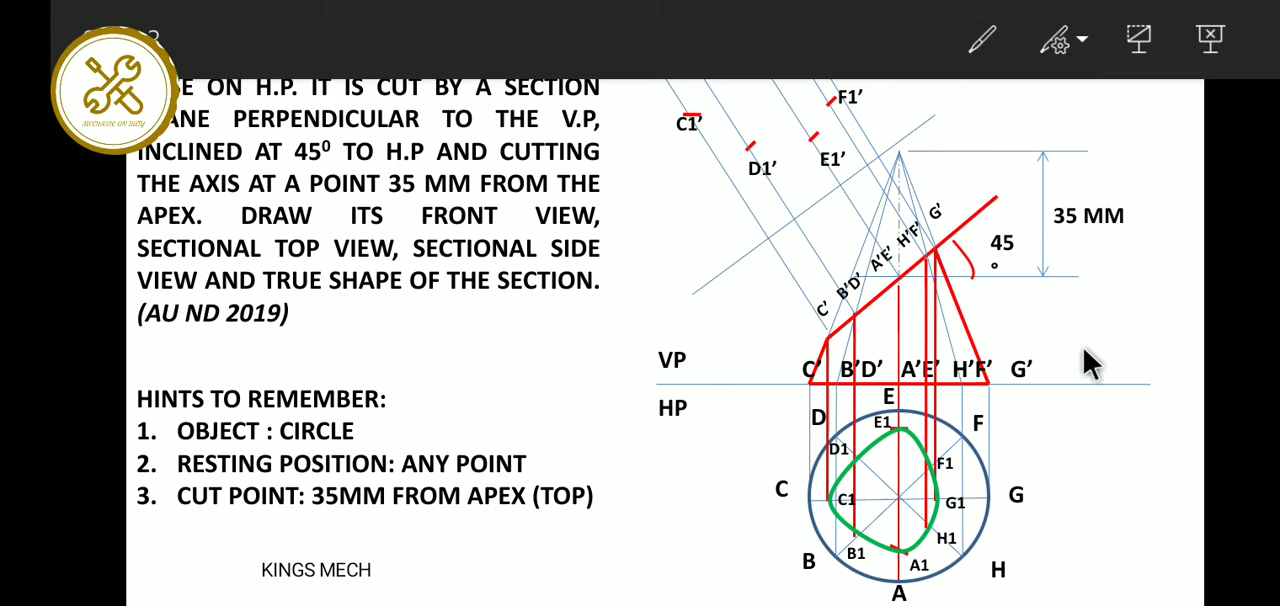 ON H.P. IT IS CUT BY A SECTION
PERPENDICULAR TO THE V.P,
INCLINED AT 45⁰ TO H.P AND CUTTING
THE AXIS AT A POINT 35 MM FROM THE
APEX. DRAW ITS FRONT VIEW,
SECTIONAL TOP VIEW, SECTIONAL SIDE
VIEW AND TRUE SHAPE OF THE SECTION.
(AU ND 2019)
HINTS TO REMEMBER:
1. OBJECT : CIRCLE
2. RESTING POSITION: ANY POINT
3. CUT POINT: 35MM FROM APEX (TOP)
KINGS MECH
MECHANIC ON DUTY
F1'
C1'
E1'
D1'
G'
H'F'
A'E'
B'D'
C'
35 MM
45
°
VP
C' B'D' A'E' H'F' G'
HP
E
D
E1
F
D1
F1
C
C1
G1
G
H1
B
B1
A1
H
A